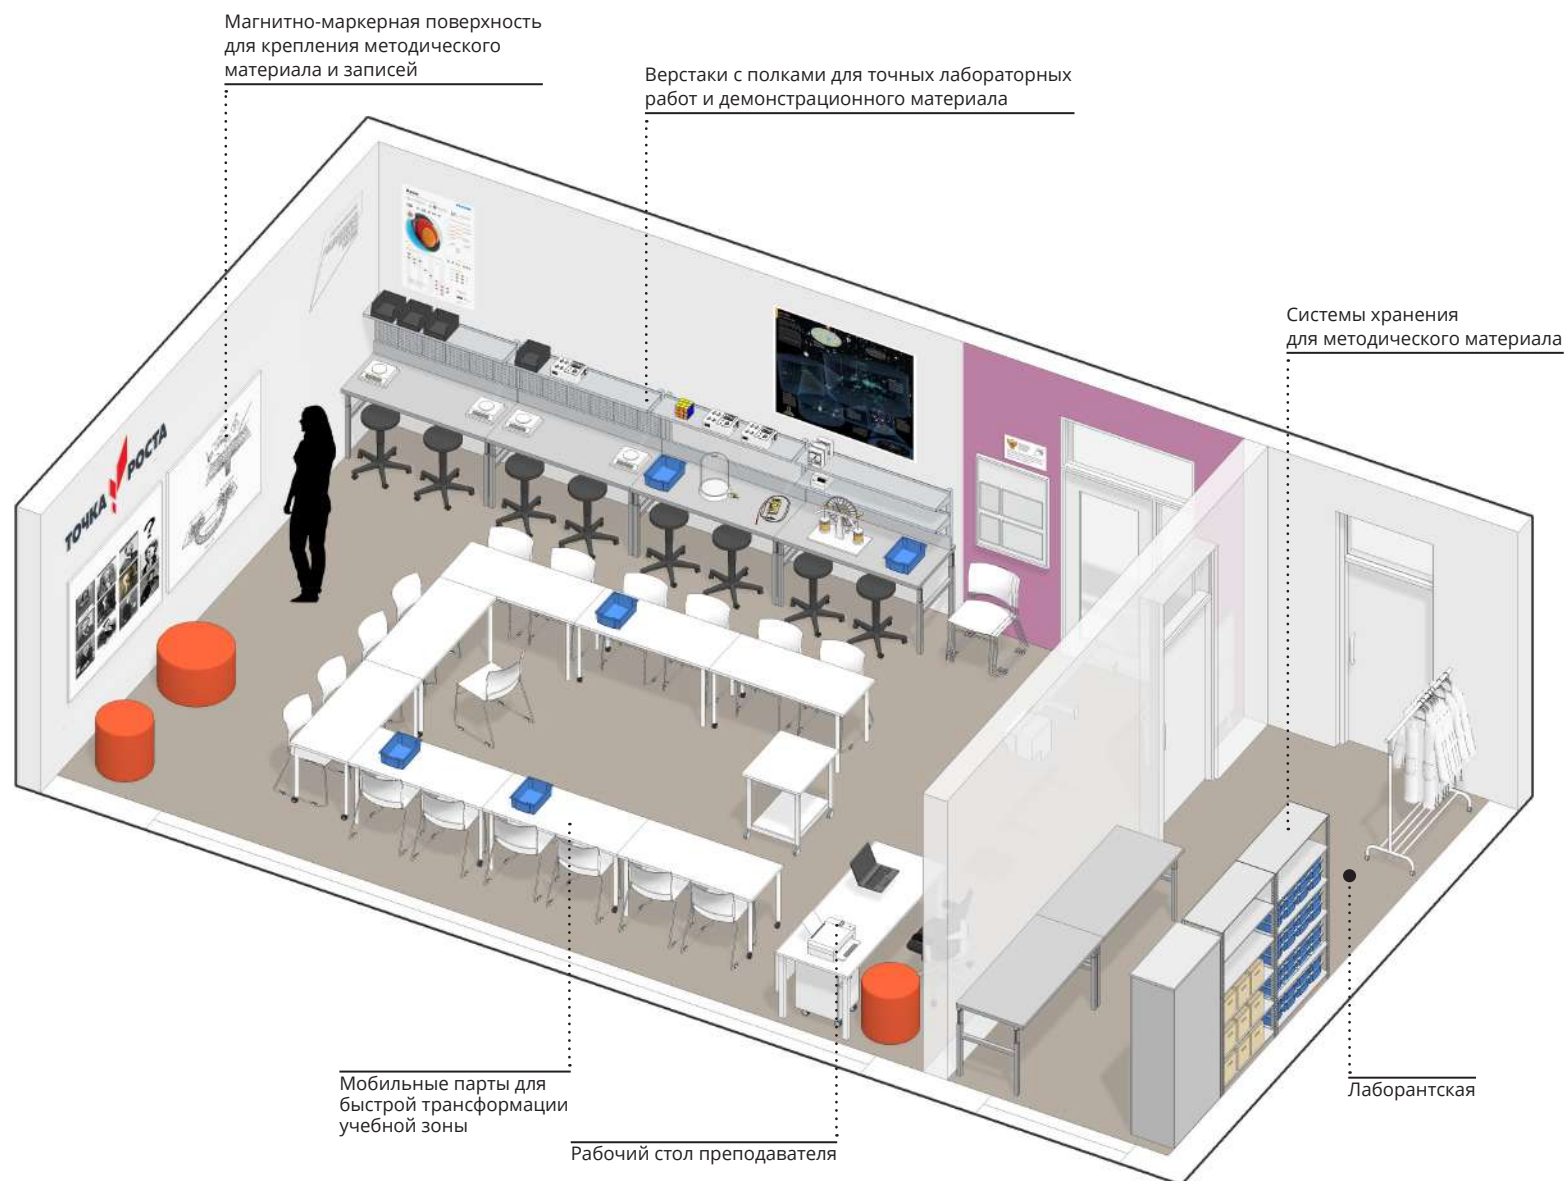 Магнитно-маркерная поверхность
для крепления методического
материала и записей
Верстаки с полками для точных лабораторных
работ и демонстрационного материала
Системы хранения
для методического материала
ТОЧКА РОСТА
?
Мобильные парты для
быстрой трансформации
учебной зоны
Рабочий стол преподавателя
Лаборантская